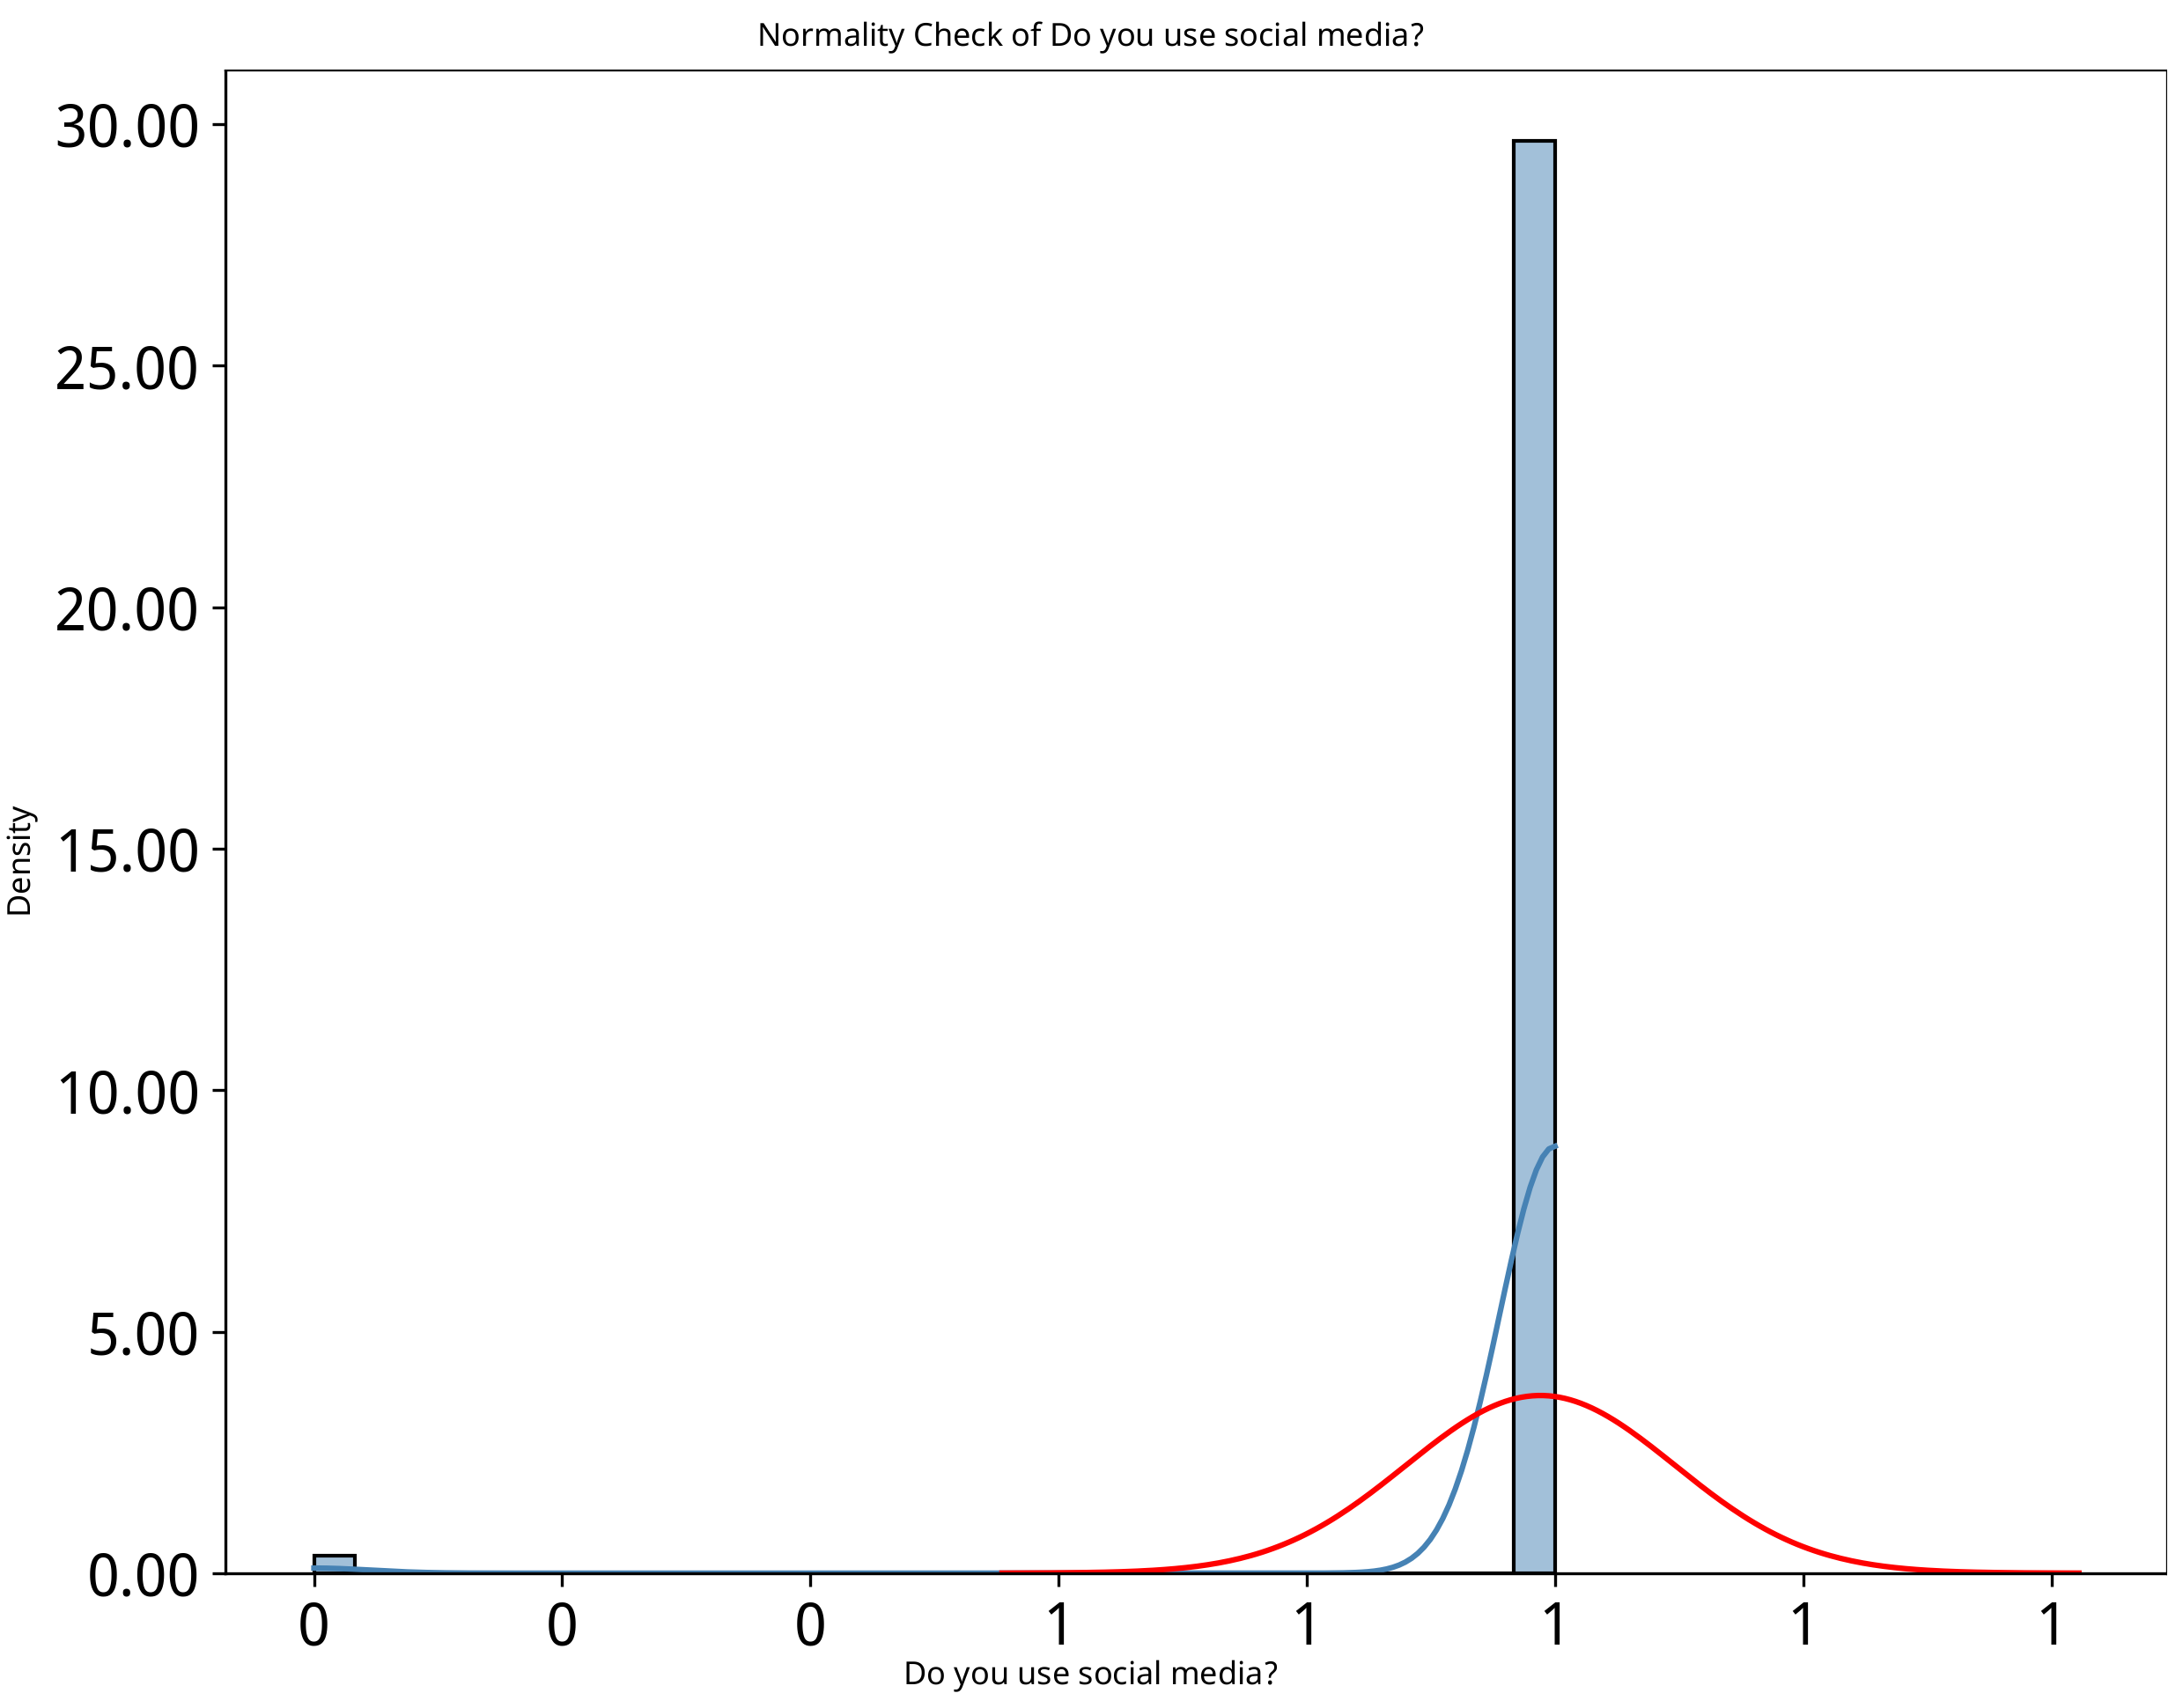 Normality Check of Do you use social media?
30.00
25.00
20.00
15.00
10.00
5.00
0.00
Density
0 0 0 1 1 1 1 1
Do you use social media?